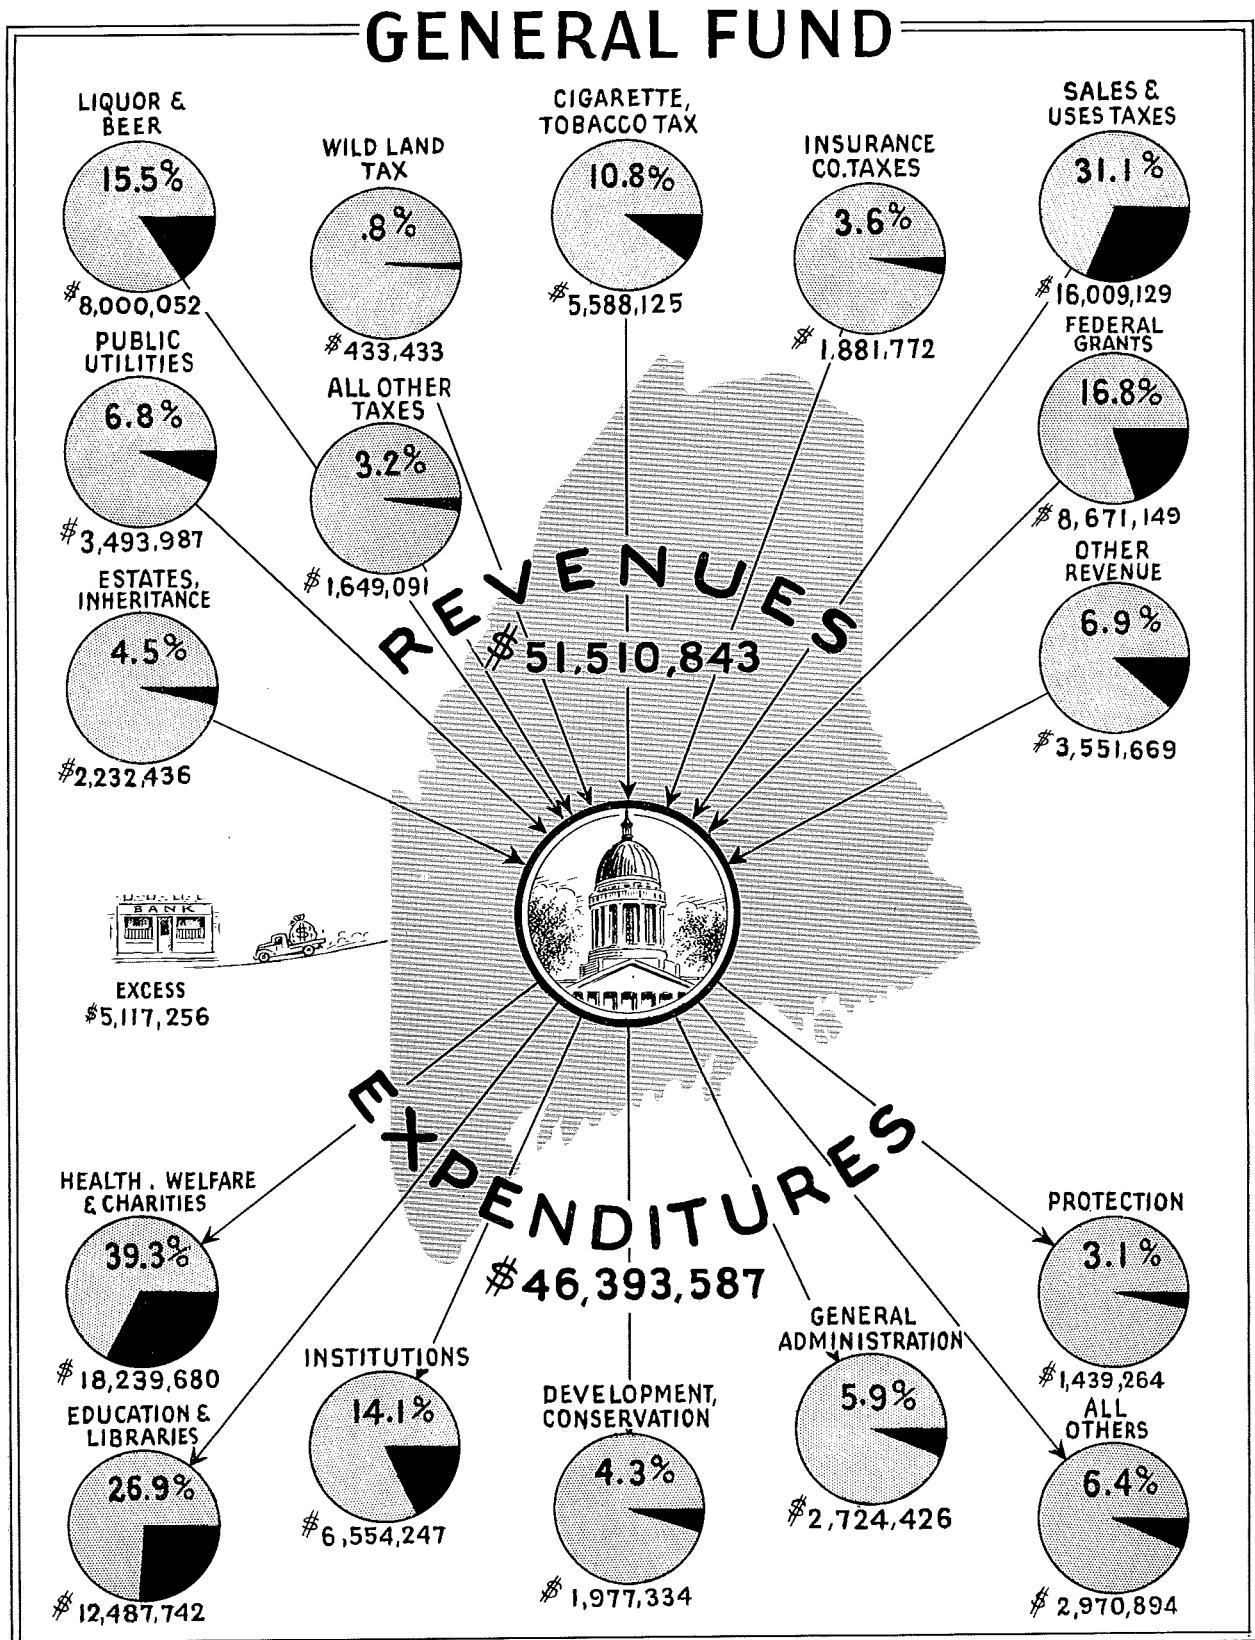 GENERAL FUND
LIQUOR &
BEER
15.5%
$8,000,052
WILD LAND
TAX
.8%
$433,433
CIGARETTE,
TOBACCO TAX
10.8%
$5,588,125
INSURANCE
CO. TAXES
3.6%
$1,881,772
SALES &
USES TAXES
31.1%
$16,009,129
PUBLIC
UTILITIES
6.8%
$3,493,987
ALL OTHER
TAXES
3.2%
$1,649,091
FEDERAL
GRANTS
16.8%
$8,671,149
ESTATES,
INHERITANCE
4.5%
$2,232,436
OTHER
REVENUE
6.9%
$3,551,669
REVENUES
$51,510,843
BANK
$
EXCESS
$5,117,256
EXPENDITURES
$46,393,587
HEALTH, WELFARE
& CHARITIES
39.3%
$18,239,680
EDUCATION &
LIBRARIES
26.9%
$12,487,742
INSTITUTIONS
14.1%
$6,554,247
DEVELOPMENT,
CONSERVATION
4.3%
$1,977,334
GENERAL
ADMINISTRATION
5.9%
$2,724,426
PROTECTION
3.1%
$1,439,264
ALL
OTHERS
6.4%
$2,970,894